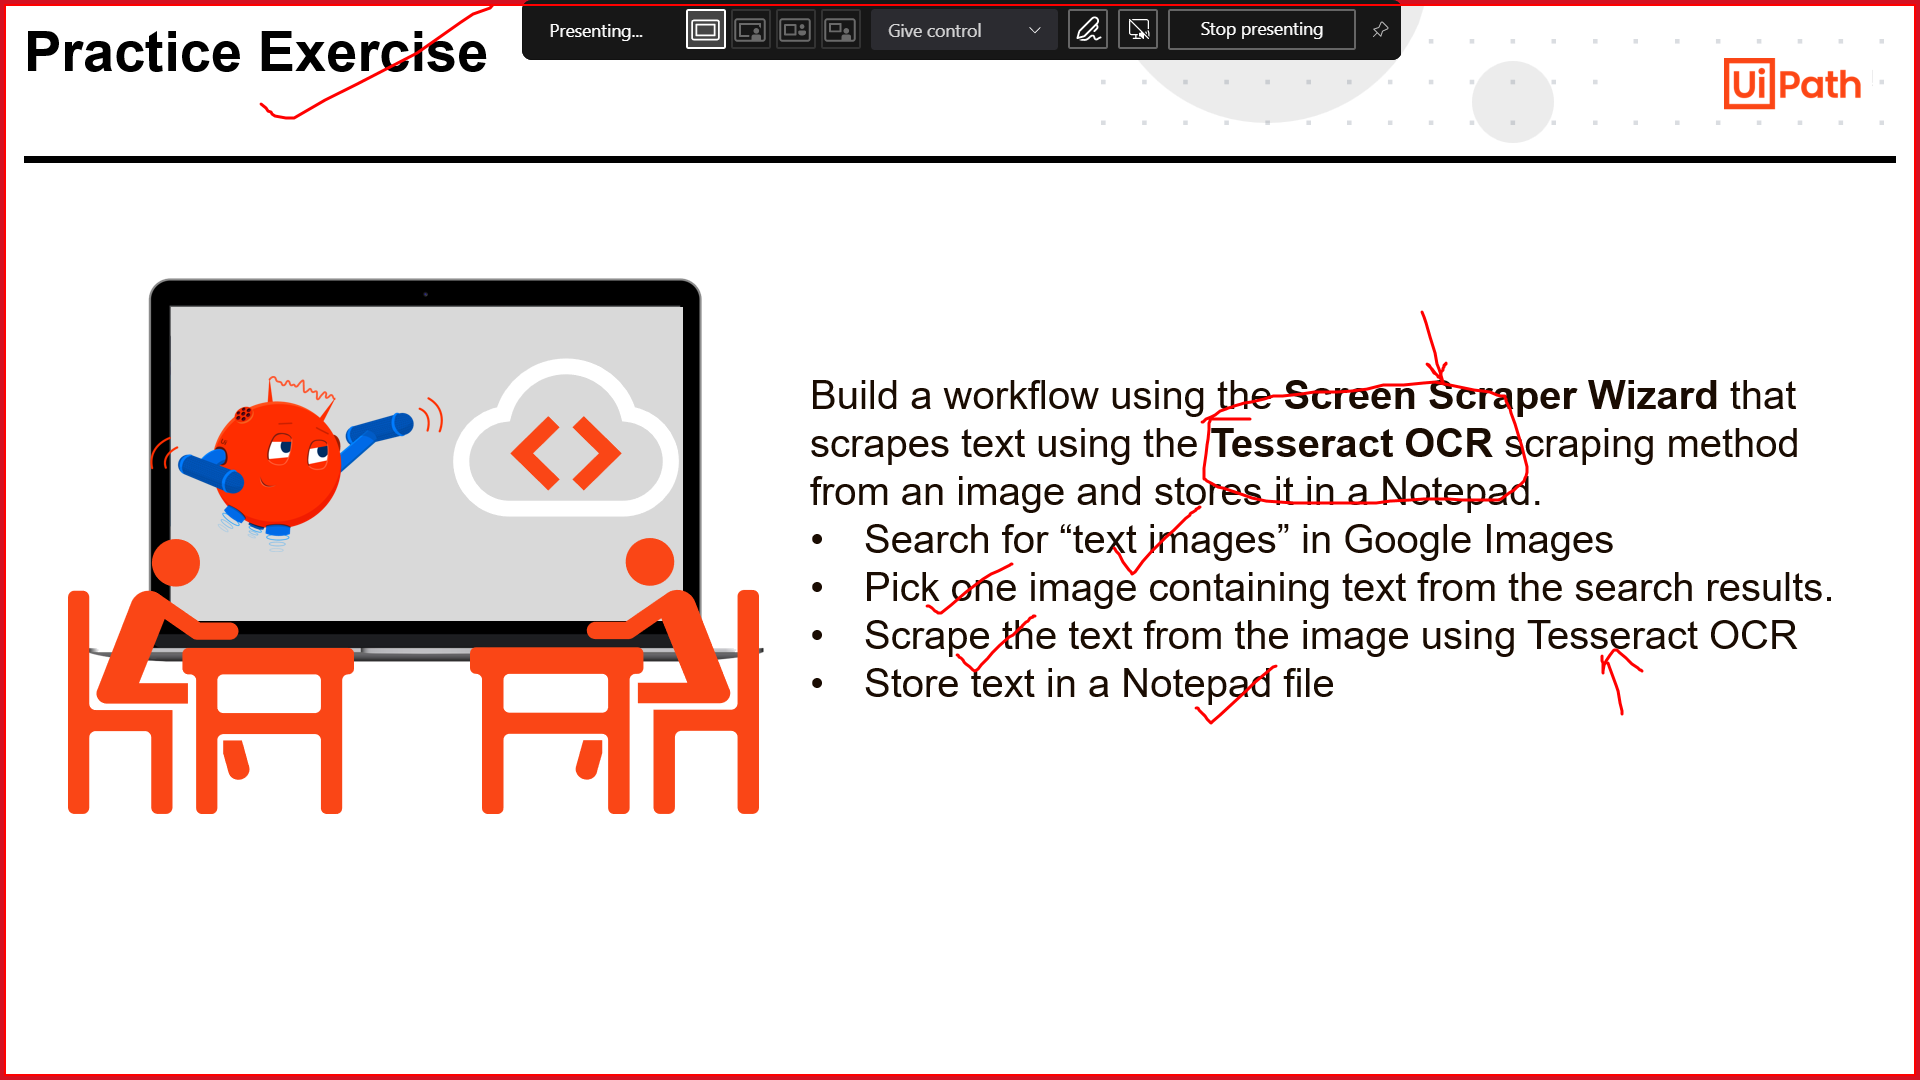 Presenting...
Give control
Stop presenting
Practice Exercise
UiPath
Build a workflow using the Screen Scraper Wizard that
scrapes text using the Tesseract OCR scraping method
from an image and stores it in a Notepad.
• Search for “text images” in Google Images
• Pick one image containing text from the search results.
• Scrape the text from the image using Tesseract OCR
• Store text in a Notepad file